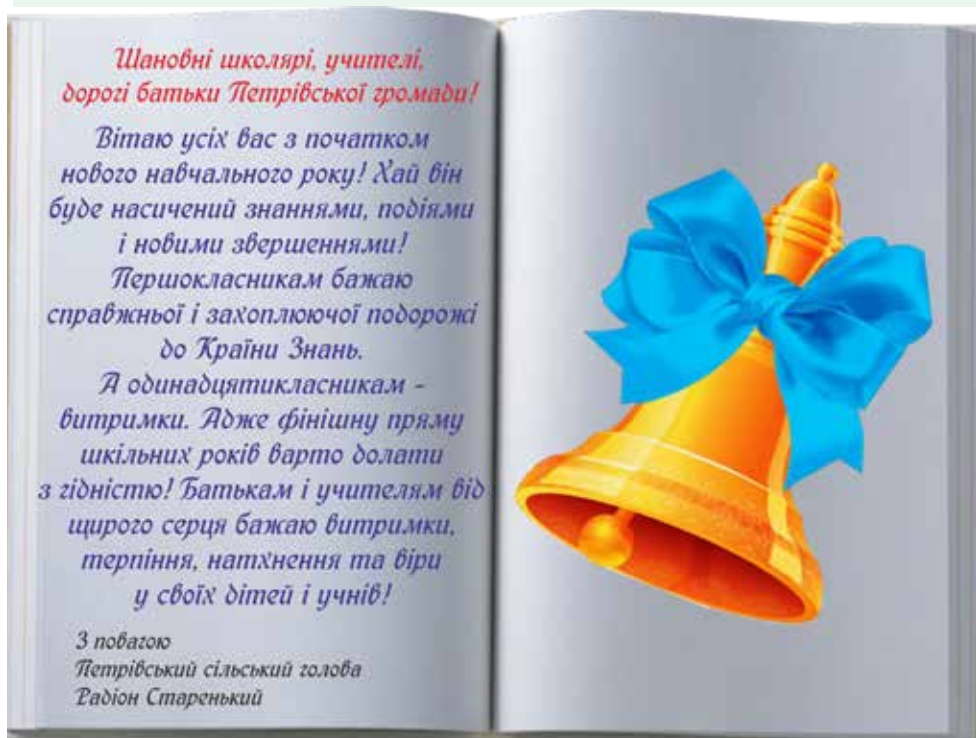 Шановні школярі, учителі,
дорогі батьки Петрівської громади!
Вітаю усіх вас з початком
нового навчального року! Хай він
буде насичений знаннями, подіями
і новими звершеннями!
Першокласникам бажаю
справжньої і захоплюючої подорожі
до Країни Знань.
А одинадцятикласникам -
витримки. Адже фінішну пряму
шкільних років варто долати
з гідністю! Батькам і учителям від
щирого серця бажаю витримки,
терпіння, натхнення та віри
у своїх дітей і учнів!
З повагою
Петрівський сільський голова
Радіон Старенький